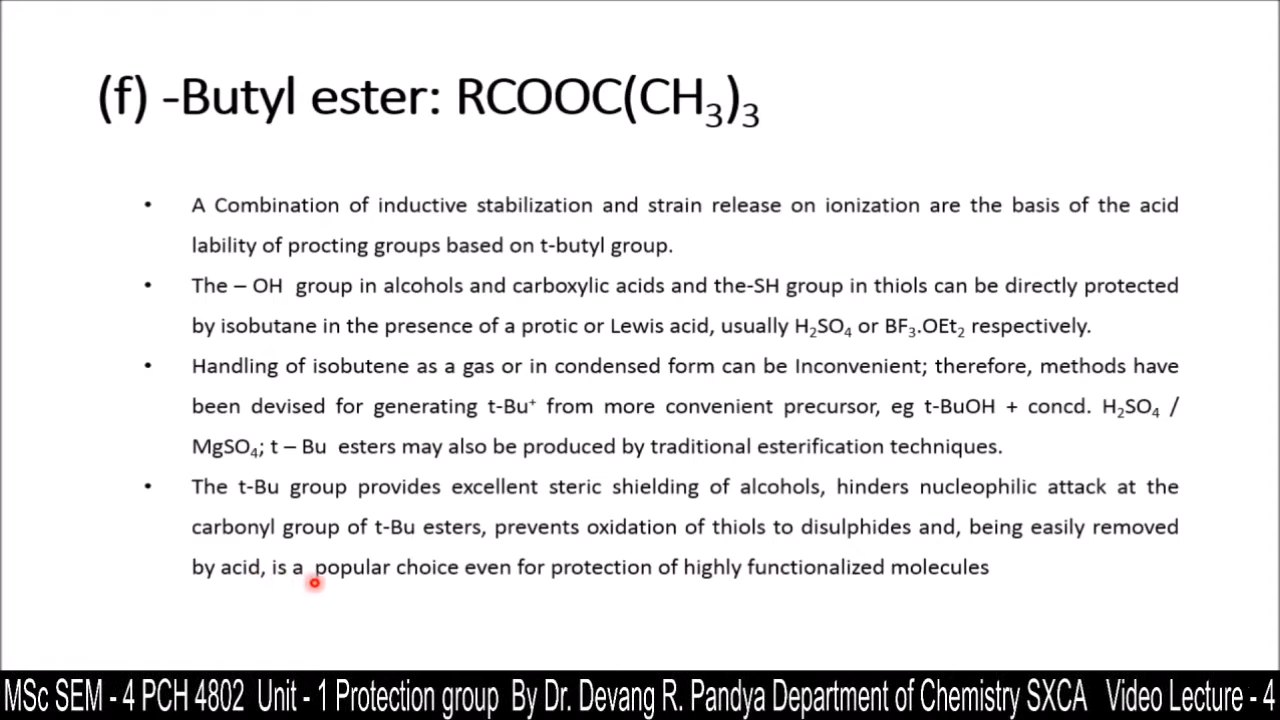 (f) -Butyl ester: RCOOC(CH₃)₃
• A Combination of inductive stabilization and strain release on ionization are the basis of the acid
lability of procting groups based on t-butyl group.
• The – OH group in alcohols and carboxylic acids and the-SH group in thiols can be directly protected
by isobutane in the presence of a protic or Lewis acid, usually H₂SO₄ or BF₃.OEt₂ respectively.
• Handling of isobutene as a gas or in condensed form can be Inconvenient; therefore, methods have
been devised for generating t-Bu⁺ from more convenient precursor, eg t-BuOH + concd. H₂SO₄ /
MgSO₄; t – Bu esters may also be produced by traditional esterification techniques.
• The t-Bu group provides excellent steric shielding of alcohols, hinders nucleophilic attack at the
carbonyl group of t-Bu esters, prevents oxidation of thiols to disulphides and, being easily removed
by acid, is a popular choice even for protection of highly functionalized molecules
MSc SEM - 4 PCH 4802 Unit - 1 Protection group By Dr. Devang R. Pandya Department of Chemistry SXCA Video Lecture - 4